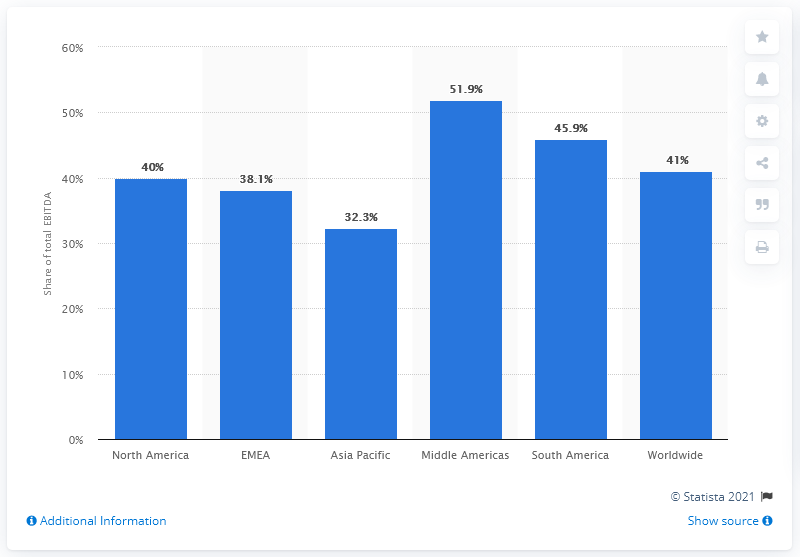 60%
50%
40%
30%
20%
10%
0%
Share of total EBITDA
40%
38.1%
32.3%
51.9%
45.9%
41%
North America
EMEA
Asia Pacific
Middle Americas
South America
Worldwide
© Statista 2021
Additional Information
Show source